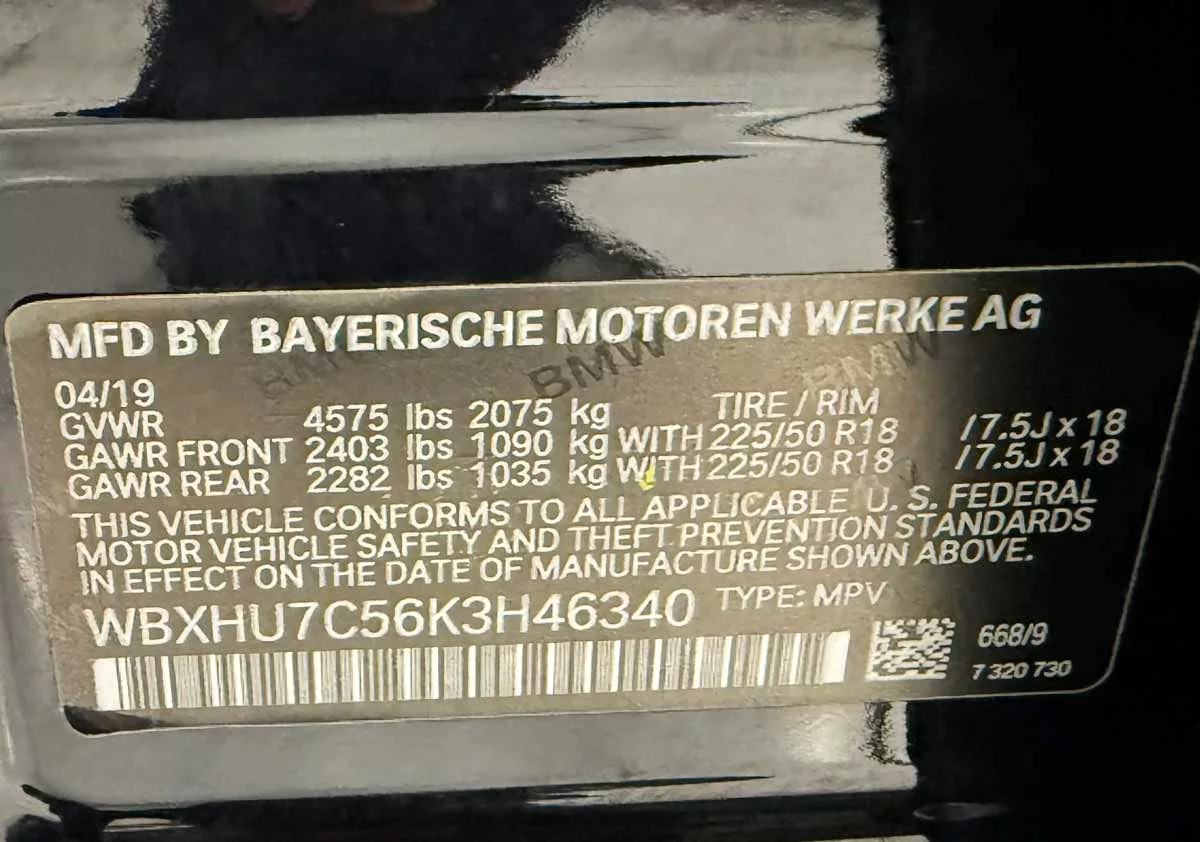 MFD BY BAYERISCHE MOTOREN WERKE AG
BMW BMW BMW
04/19 TIRE / RIM
GVWR 4575 lbs 2075 kg
GAWR FRONT 2403 lbs 1090 kg WITH 225/50 R18 /7.5J x 18
GAWR REAR 2282 lbs 1035 kg WITH 225/50 R18 /7.5J x 18
THIS VEHICLE CONFORMS TO ALL APPLICABLE U. S. FEDERAL
MOTOR VEHICLE SAFETY AND THEFT PREVENTION STANDARDS
IN EFFECT ON THE DATE OF MANUFACTURE SHOWN ABOVE.
WBXHU7C56K3H46340 TYPE: MPV
668/9
7 320 730